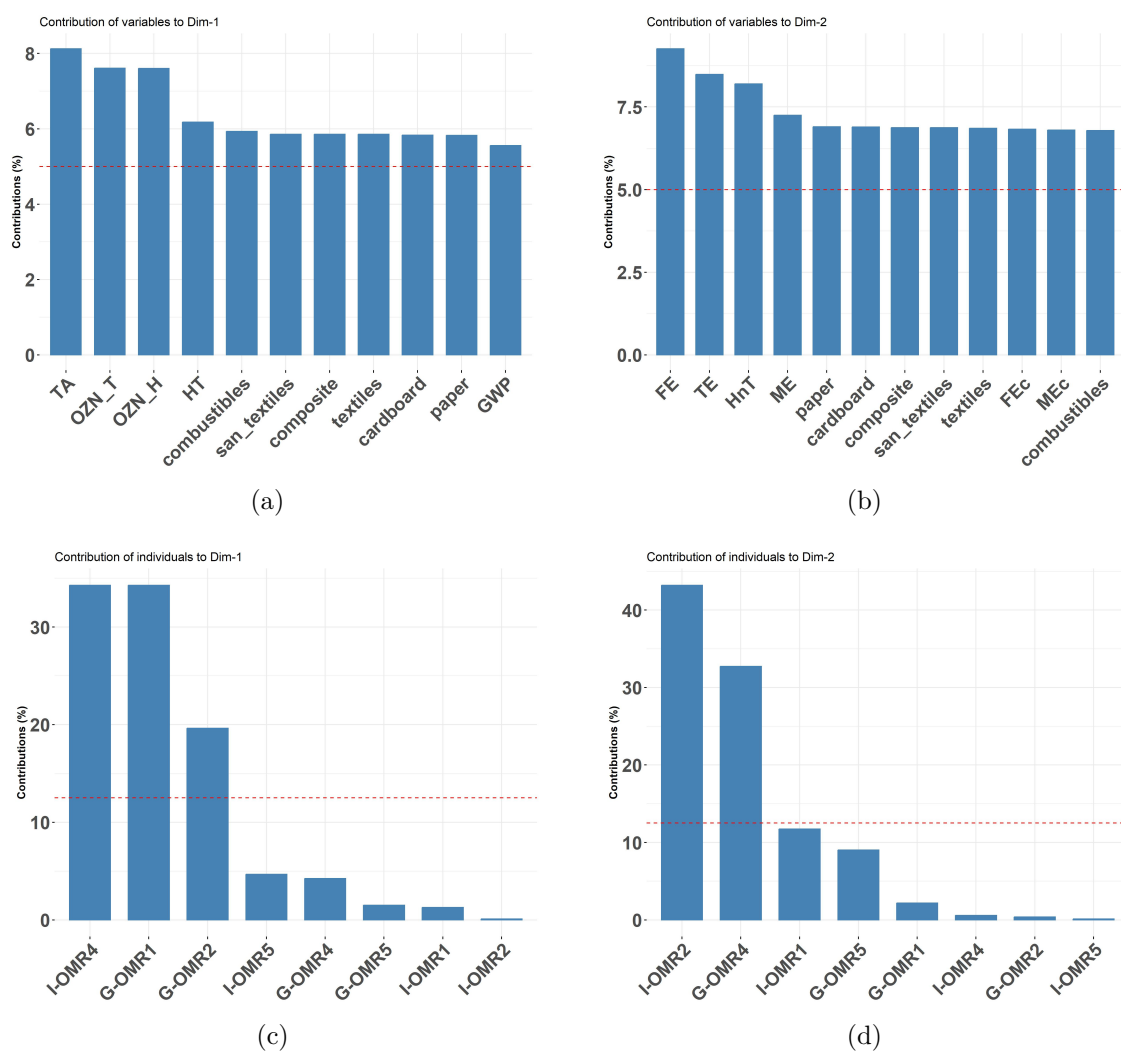 Contribution of variables to Dim-1
Contributions (%)
8
6
4
2
0
TA
OZN_T
OZN_H
HT
combustibles
san_textiles
composite
textiles
cardboard
paper
GWP
(a)
Contribution of variables to Dim-2
Contributions (%)
7.5
5.0
2.5
0.0
FE
TE
HnT
ME
paper
cardboard
composite
san_textiles
textiles
FEc
MEc
combustibles
(b)
Contribution of individuals to Dim-1
Contributions (%)
30
20
10
0
I-OMR4
G-OMR1
G-OMR2
I-OMR5
G-OMR4
G-OMR5
I-OMR1
I-OMR2
(c)
Contribution of individuals to Dim-2
Contributions (%)
40
30
20
10
0
I-OMR2
G-OMR4
I-OMR1
G-OMR5
G-OMR1
I-OMR4
G-OMR2
I-OMR5
(d)